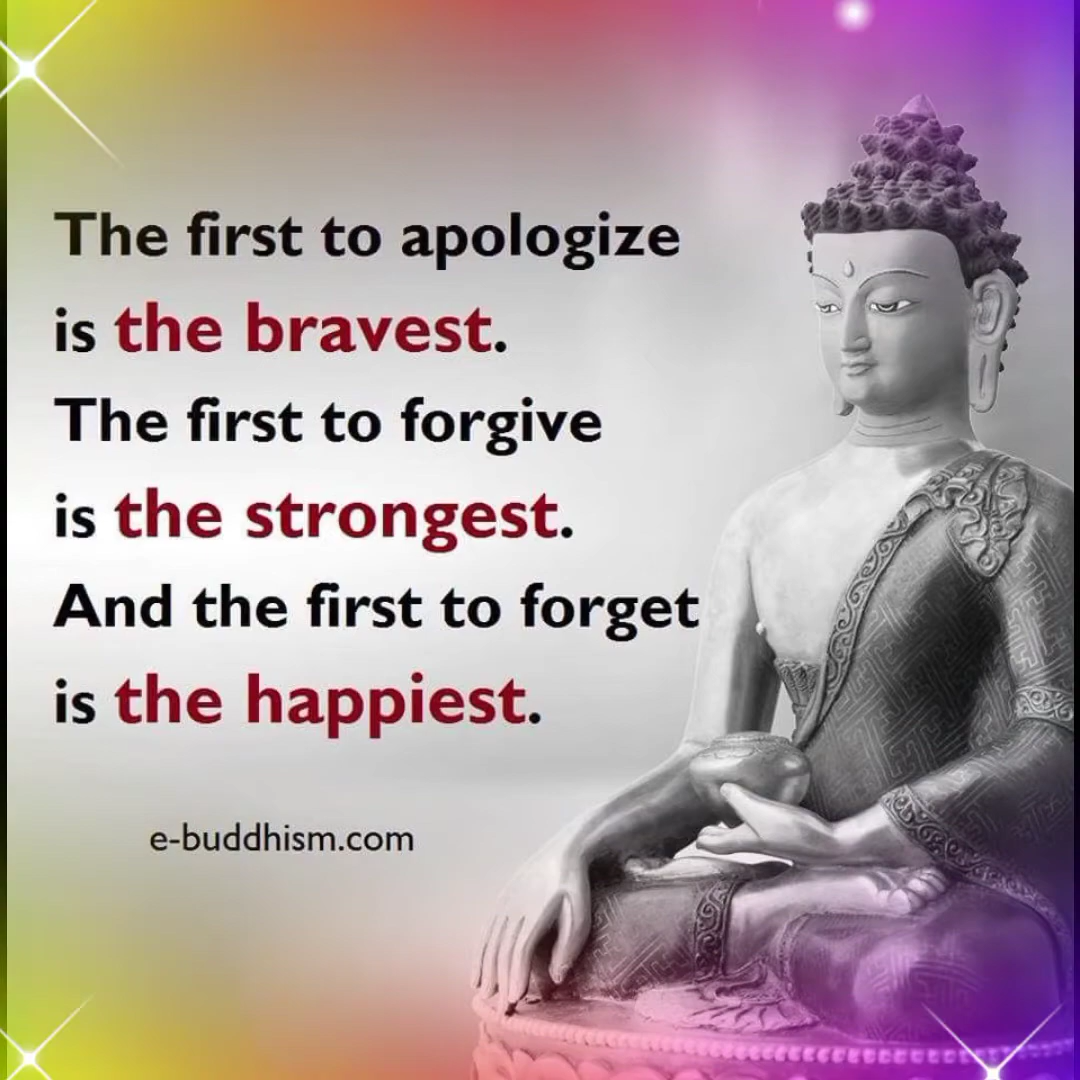 The first to apologize
is the bravest.
The first to forgive
is the strongest.
And the first to forget
is the happiest.
e-buddhism.com